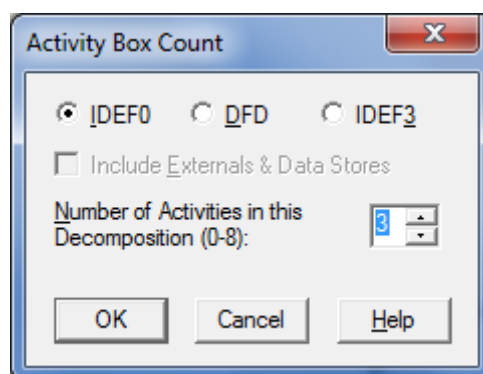 Activity Box Count
IDEF0 DFD IDEF3
Include Externals & Data Stores
Number of Activities in this
Decomposition (0-8):
3
OK Cancel Help